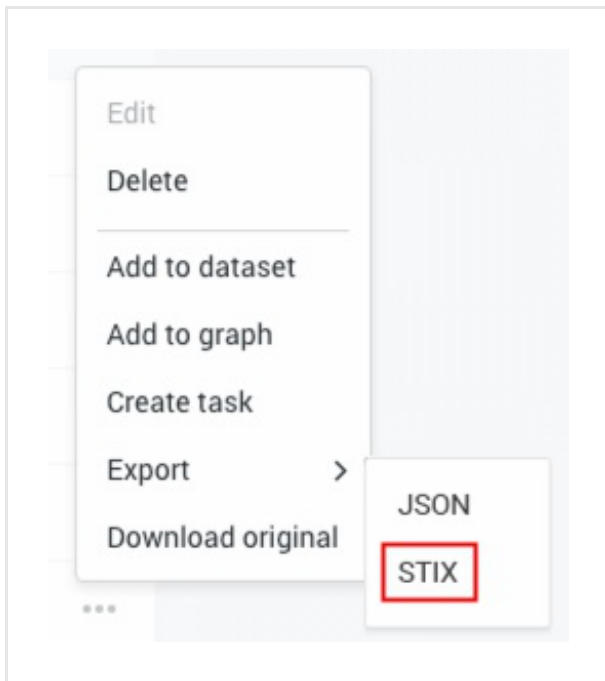 Edit
Delete
Add to dataset
Add to graph
Create task
Export
Download original
JSON
STIX